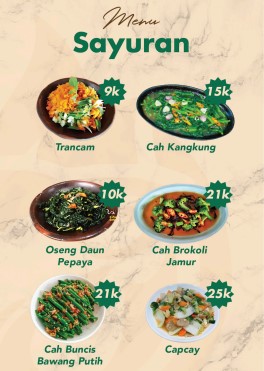 Menu
Sayuran
9k
15k
Trancam
Cah Kangkung
10k
21k
Oseng Daun
Pepaya
Cah Brokoli
Jamur
21k
25k
Cah Buncis
Bawang Putih
Capcay